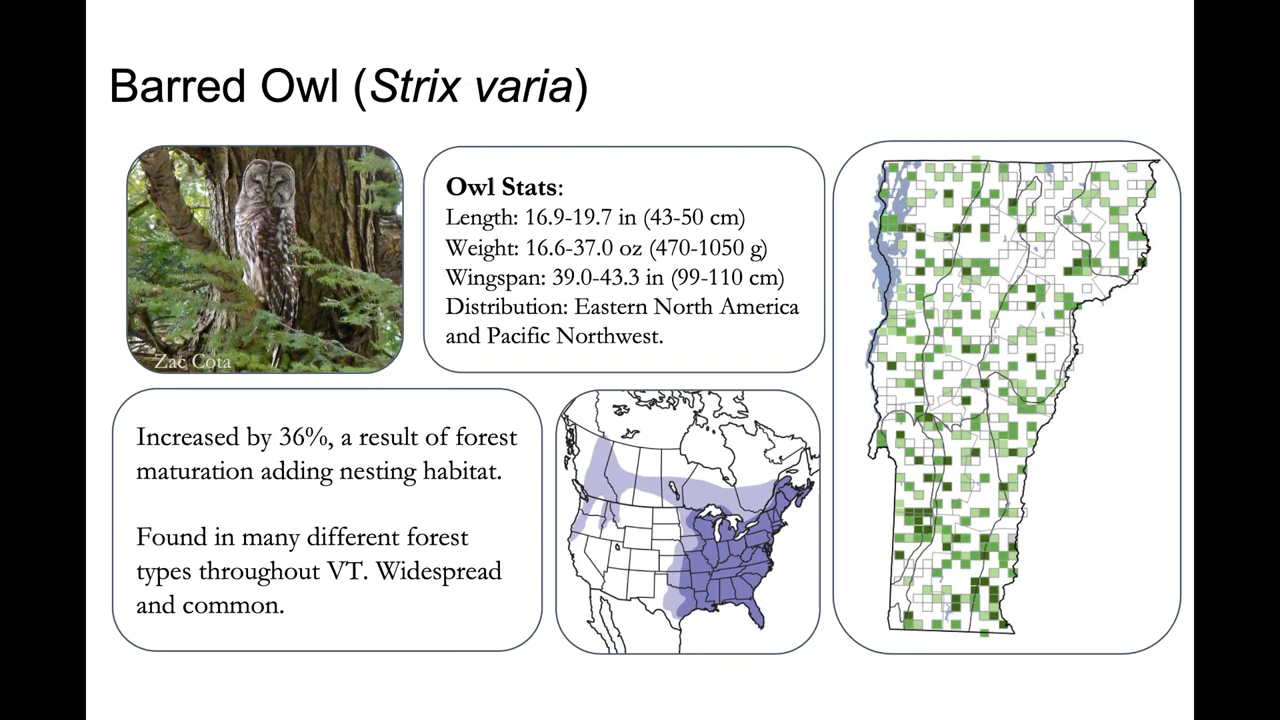 Barred Owl (Strix varia)
Zac Cota
Owl Stats:
Length: 16.9-19.7 in (43-50 cm)
Weight: 16.6-37.0 oz (470-1050 g)
Wingspan: 39.0-43.3 in (99-110 cm)
Distribution: Eastern North America
and Pacific Northwest.
Increased by 36%, a result of forest
maturation adding nesting habitat.
Found in many different forest
types throughout VT. Widespread
and common.